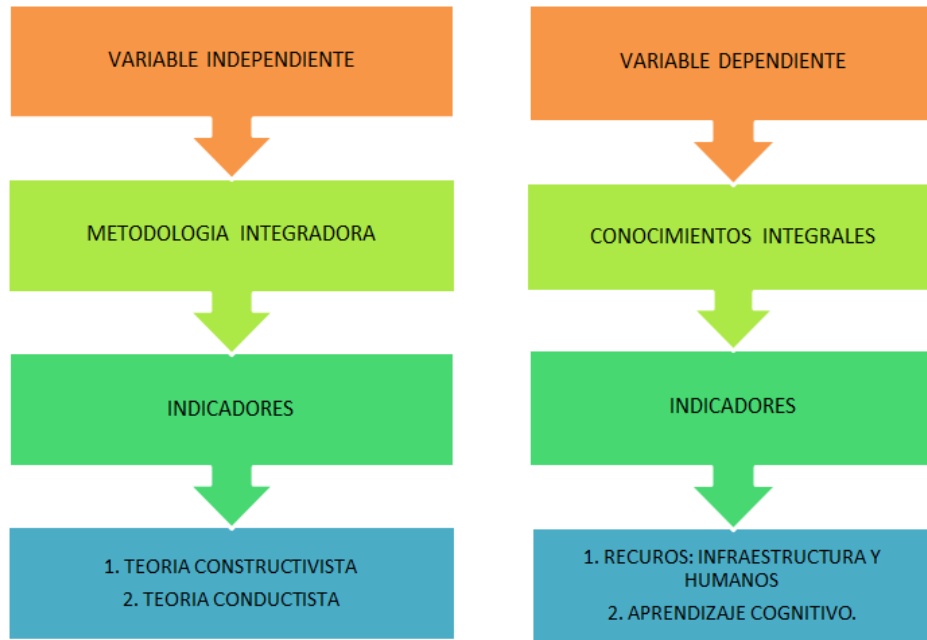 VARIABLE INDEPENDIENTE
METODOLOGIA INTEGRADORA
INDICADORES
1. TEORIA CONSTRUCTIVISTA
2. TEORIA CONDUCTISTA
VARIABLE DEPENDIENTE
CONOCIMIENTOS INTEGRALES
INDICADORES
1. RECUROS: INFRAESTRUCTURA Y
HUMANOS
2. APRENDIZAJE COGNITIVO.